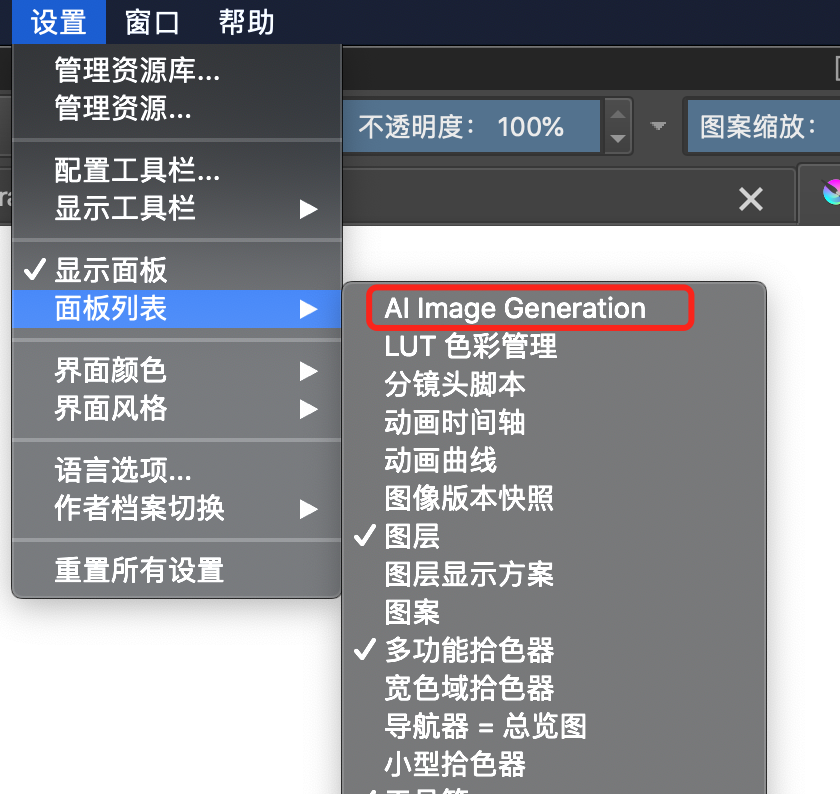 设置 窗口 帮助
管理资源库...
管理资源...
不透明度： 100%
图案缩放：
配置工具栏...
显示工具栏
显示面板
面板列表
AI Image Generation
LUT 色彩管理
界面颜色
分镜头脚本
界面风格
动画时间轴
动画曲线
语言选项...
图像版本快照
作者档案切换
图层
重置所有设置
图层显示方案
图案
多功能拾色器
宽色域拾色器
导航器 = 总览图
小型拾色器